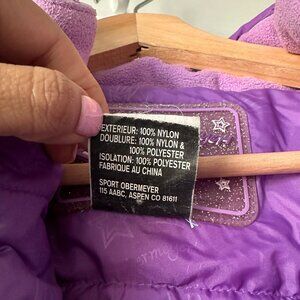 EXTERIEUR: 100% NYLON
DOUBLURE: 100% NYLON &
100% POLYESTER
ISOLATION: 100% POLYESTER
FABRIQUE AU CHINA
SPORT OBERMEYER
115 AABC, ASPEN CO 81611